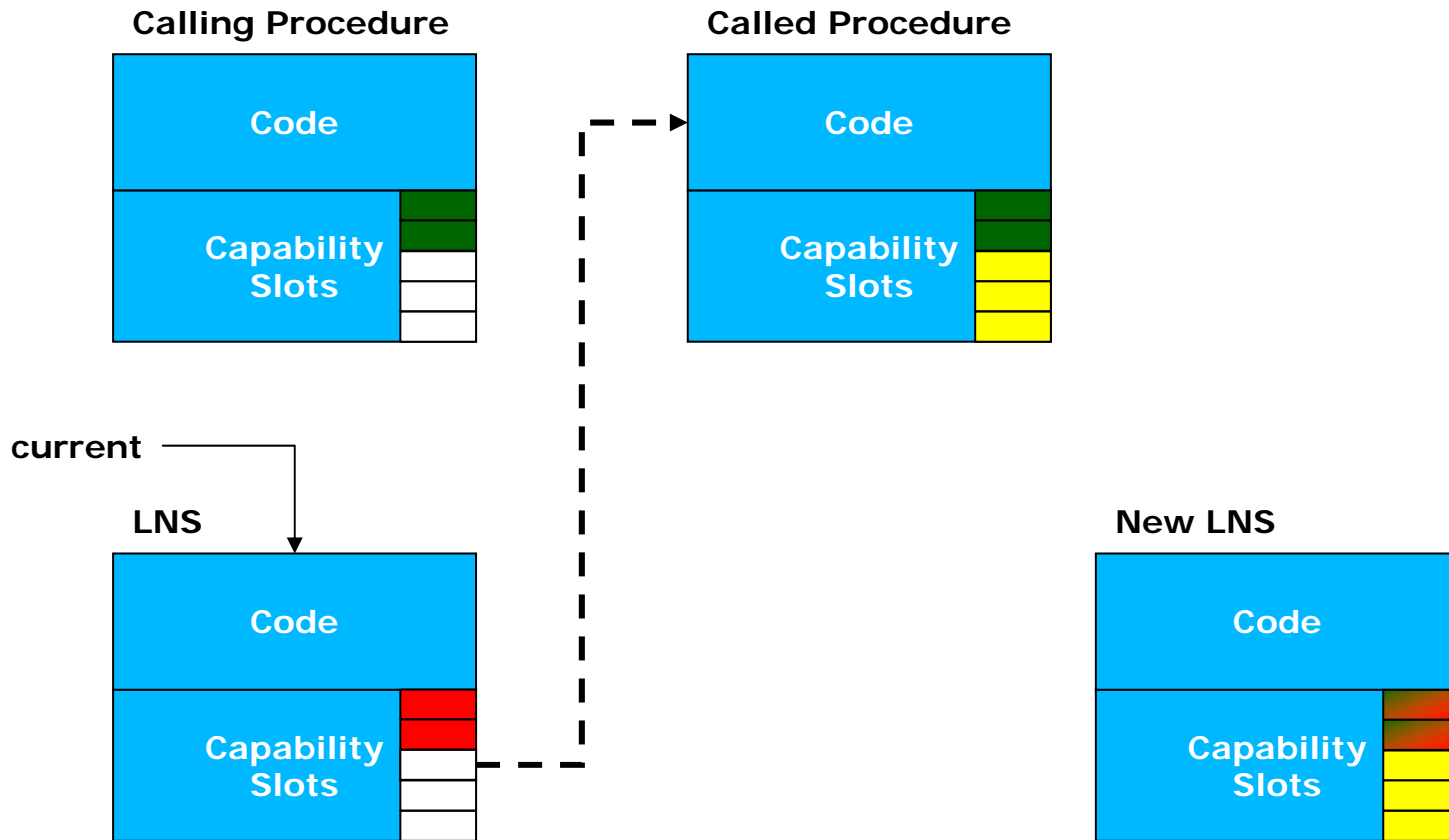 Calling Procedure
Called Procedure
Code
Code
Capability
Slots
Capability
Slots
current
LNS
New LNS
Code
Code
Capability
Slots
Capability
Slots